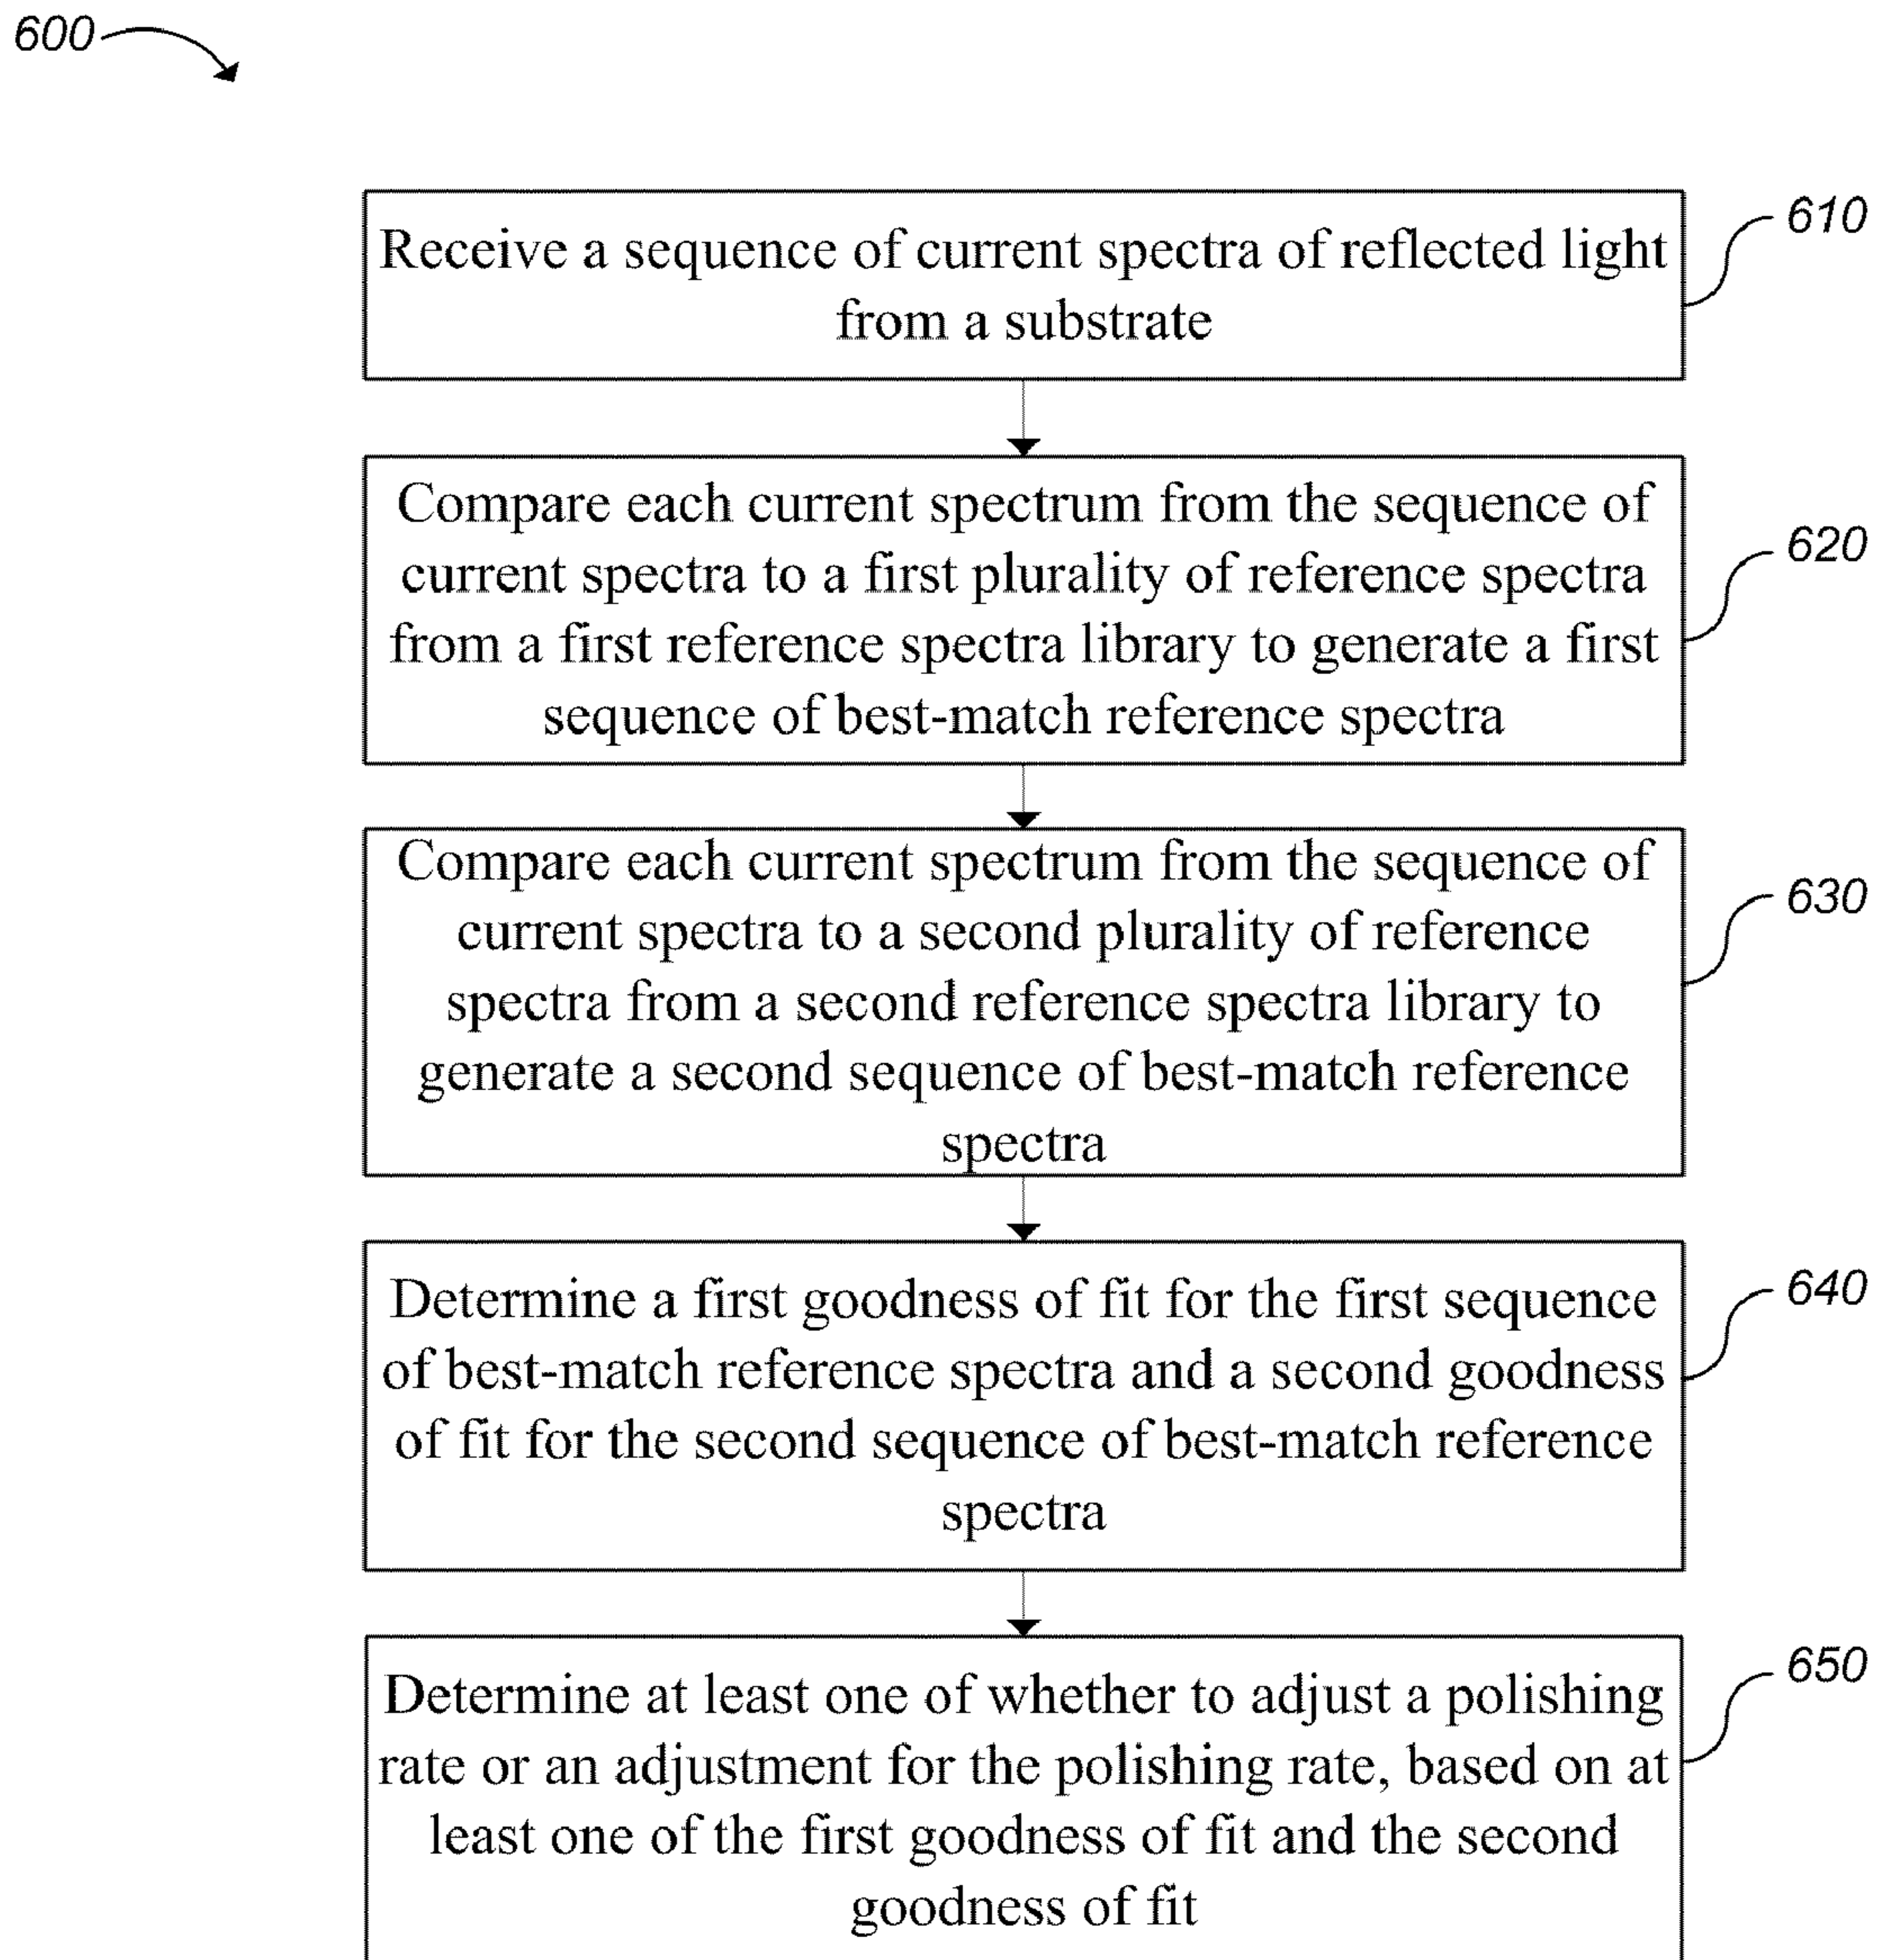 600
Receive a sequence of current spectra of reflected light
from a substrate
610
Compare each current spectrum from the sequence of
current spectra to a first plurality of reference spectra
from a first reference spectra library to generate a first
sequence of best-match reference spectra
620
Compare each current spectrum from the sequence of
current spectra to a second plurality of reference
spectra from a second reference spectra library to
generate a second sequence of best-match reference
spectra
630
Determine a first goodness of fit for the first sequence
of best-match reference spectra and a second goodness
of fit for the second sequence of best-match reference
spectra
640
Determine at least one of whether to adjust a polishing
rate or an adjustment for the polishing rate, based on at
least one of the first goodness of fit and the second
goodness of fit
650